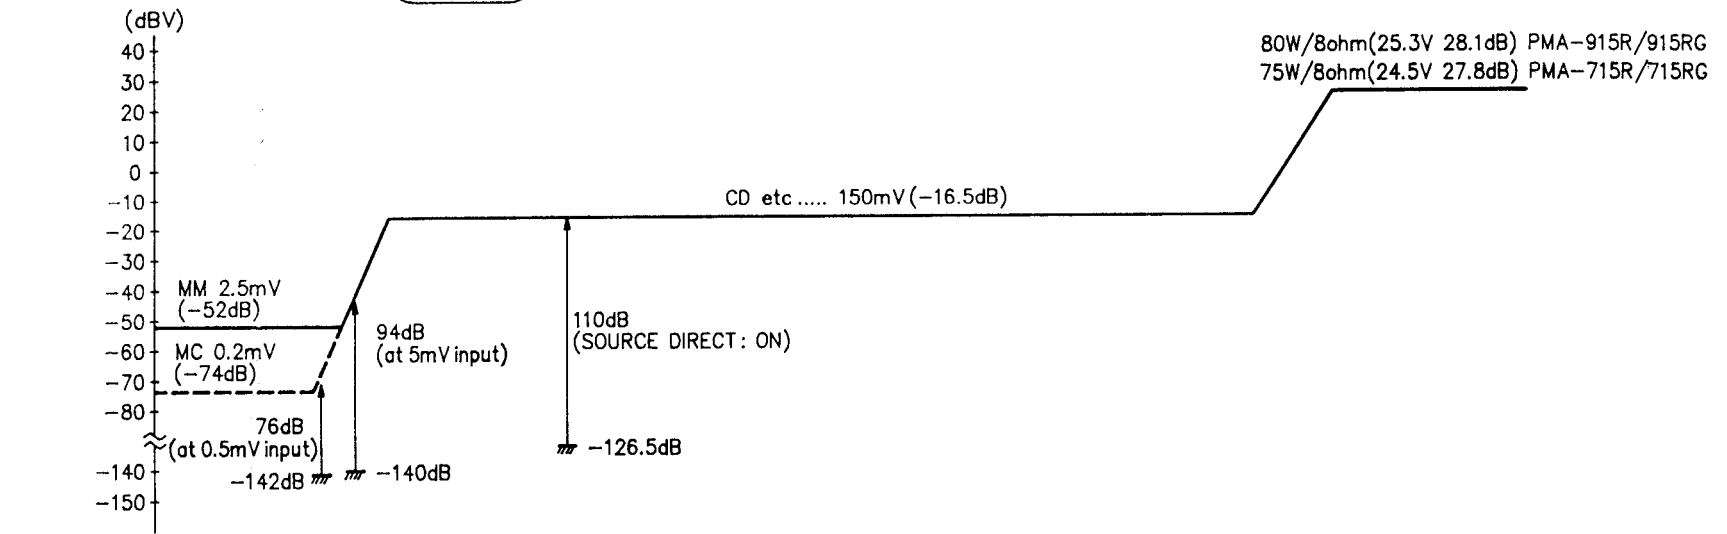 (dBV)
40
30
20
10
0
−10
−20
−30
−40
−50
−60
−70
−80
−140
−150
80W/8ohm(25.3V 28.1dB) PMA−915R/915RG
75W/8ohm(24.5V 27.8dB) PMA−715R/715RG
CD etc..... 150mV(−16.5dB)
MM 2.5mV
(−52dB)
MC 0.2mV
(−74dB)
94dB
(at 5mV input)
110dB
(SOURCE DIRECT: ON)
76dB
(at 0.5mV input)
−142dB
−140dB
−126.5dB